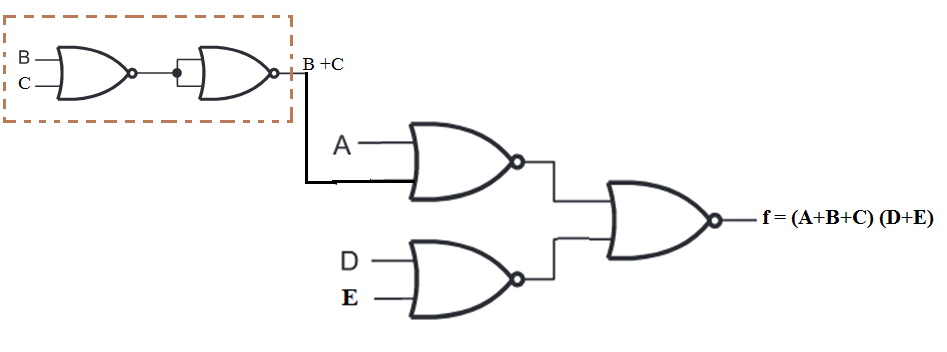 B
C
B +C
A
D
E
f = (A+B+C) (D+E)